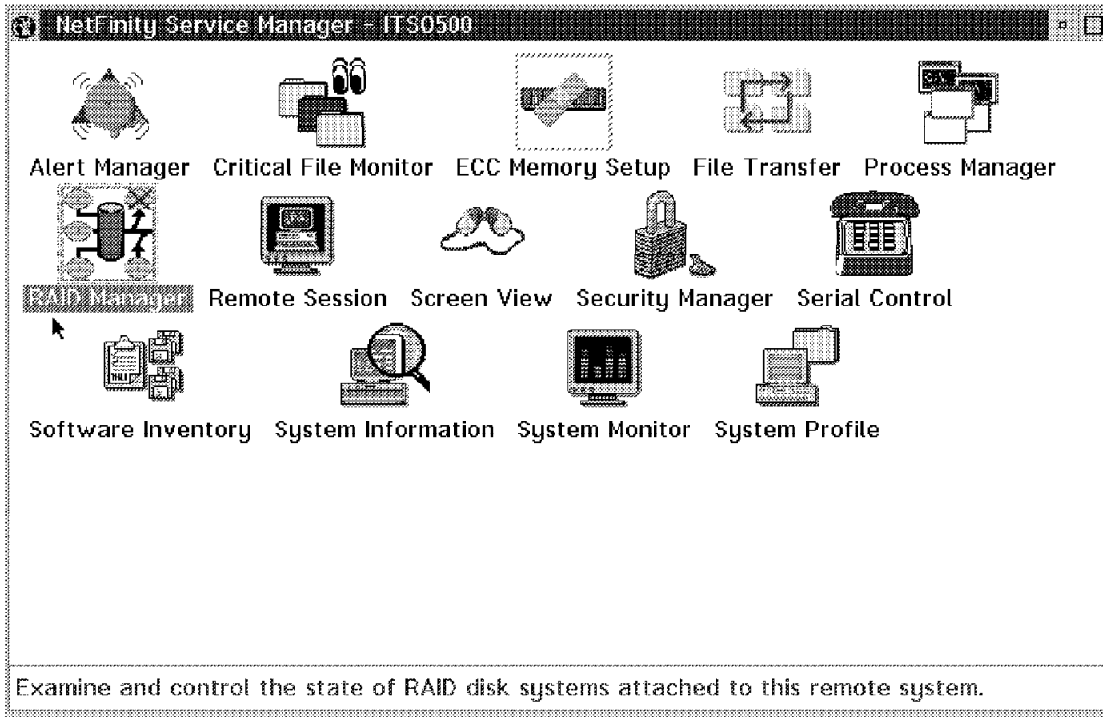 NetFinity Service Manager - ITSO500
Alert Manager Critical File Monitor ECC Memory Setup File Transfer Process Manager
RAID Manager Remote Session Screen View Security Manager Serial Control
Software Inventory System Information System Monitor System Profile
Examine and control the state of RAID disk systems attached to this remote system.